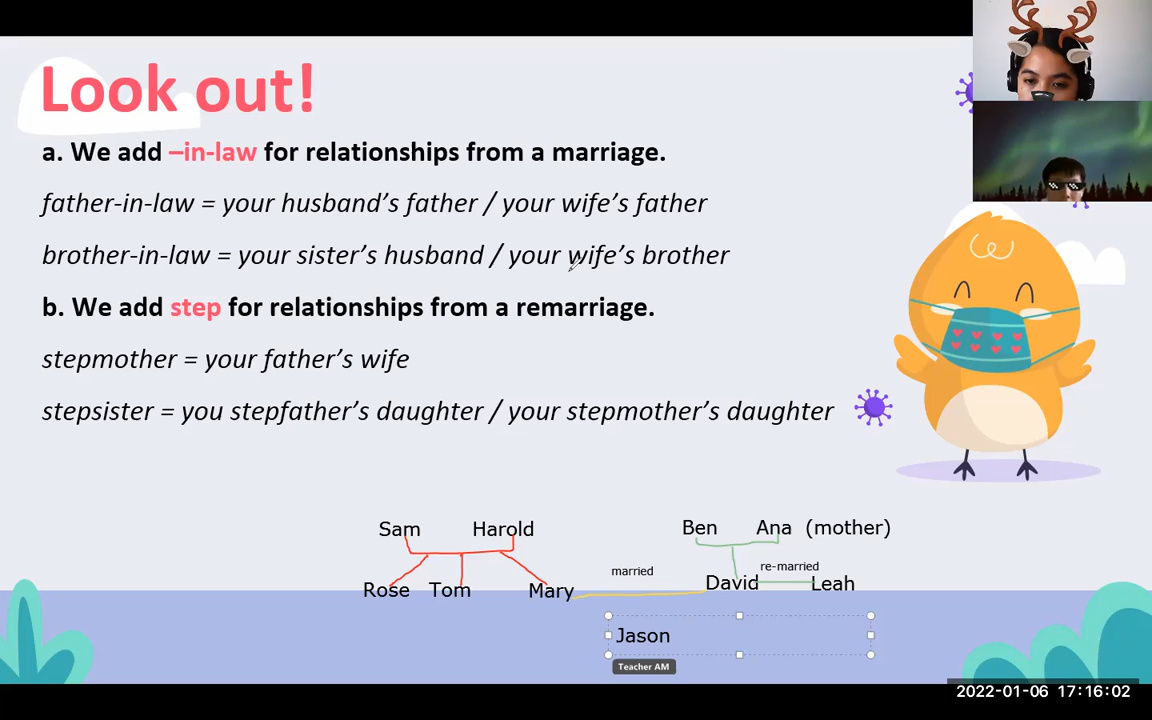 Look out!
a. We add –in-law for relationships from a marriage.
father-in-law = your husband’s father / your wife’s father
brother-in-law = your sister’s husband / your wife’s brother
b. We add step for relationships from a remarriage.
stepmother = your father’s wife
stepsister = you stepfather’s daughter / your stepmother’s daughter
Sam Harold Ben Ana (mother)
married re-married
Rose Tom Mary David Leah
Jason
Teacher AM
2022-01-06 17:16:02